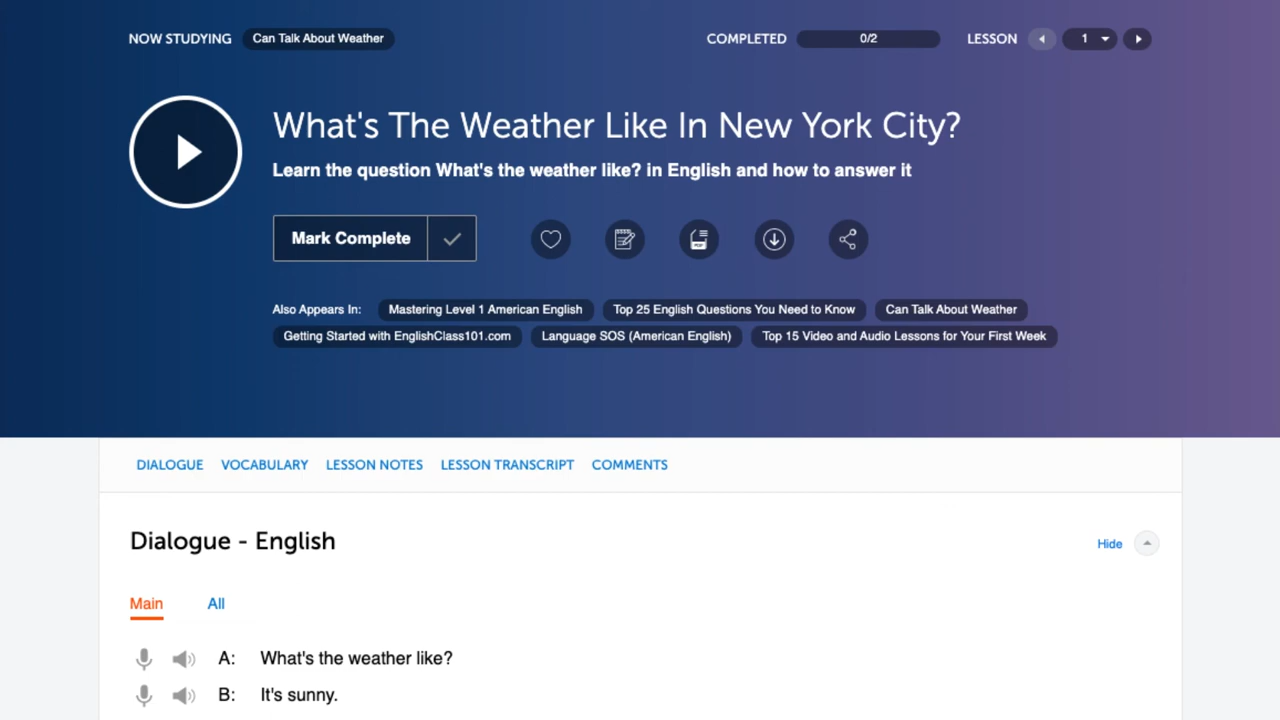 NOW STUDYING Can Talk About Weather COMPLETED 0/2 LESSON 1
What's The Weather Like In New York City?
Learn the question What's the weather like? in English and how to answer it
Mark Complete
Also Appears In: Mastering Level 1 American English Top 25 English Questions You Need to Know Can Talk About Weather
Getting Started with EnglishClass101.com Language SOS (American English) Top 15 Video and Audio Lessons for Your First Week
DIALOGUE VOCABULARY LESSON NOTES LESSON TRANSCRIPT COMMENTS
Dialogue - English Hide
Main All
A: What's the weather like?
B: It's sunny.